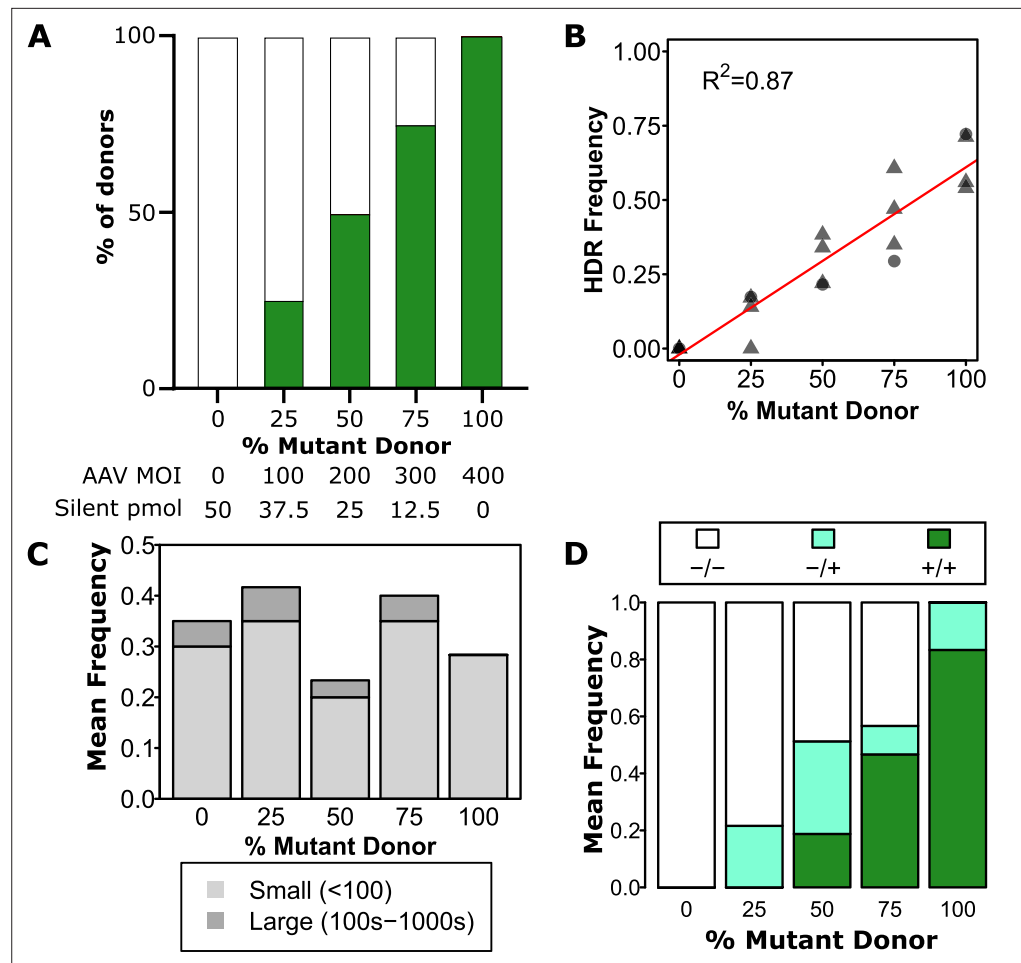 A
% of donors
100
50
0
0 25 50 75 100
% Mutant Donor
AAV MOI 0 100 200 300 400
Silent pmol 50 37.5 25 12.5 0
B
R2=0.87
HDR Frequency
1.00
0.75
0.50
0.25
0.00
0 25 50 75 100
% Mutant Donor
C
Mean Frequency
0.5
0.4
0.3
0.2
0.1
0.0
0 25 50 75 100
% Mutant Donor
Small (<100)
Large (100s−1000s)
D
−/− −/+ +/+
Mean Frequency
1.0
0.8
0.6
0.4
0.2
0.0
0 25 50 75 100
% Mutant Donor